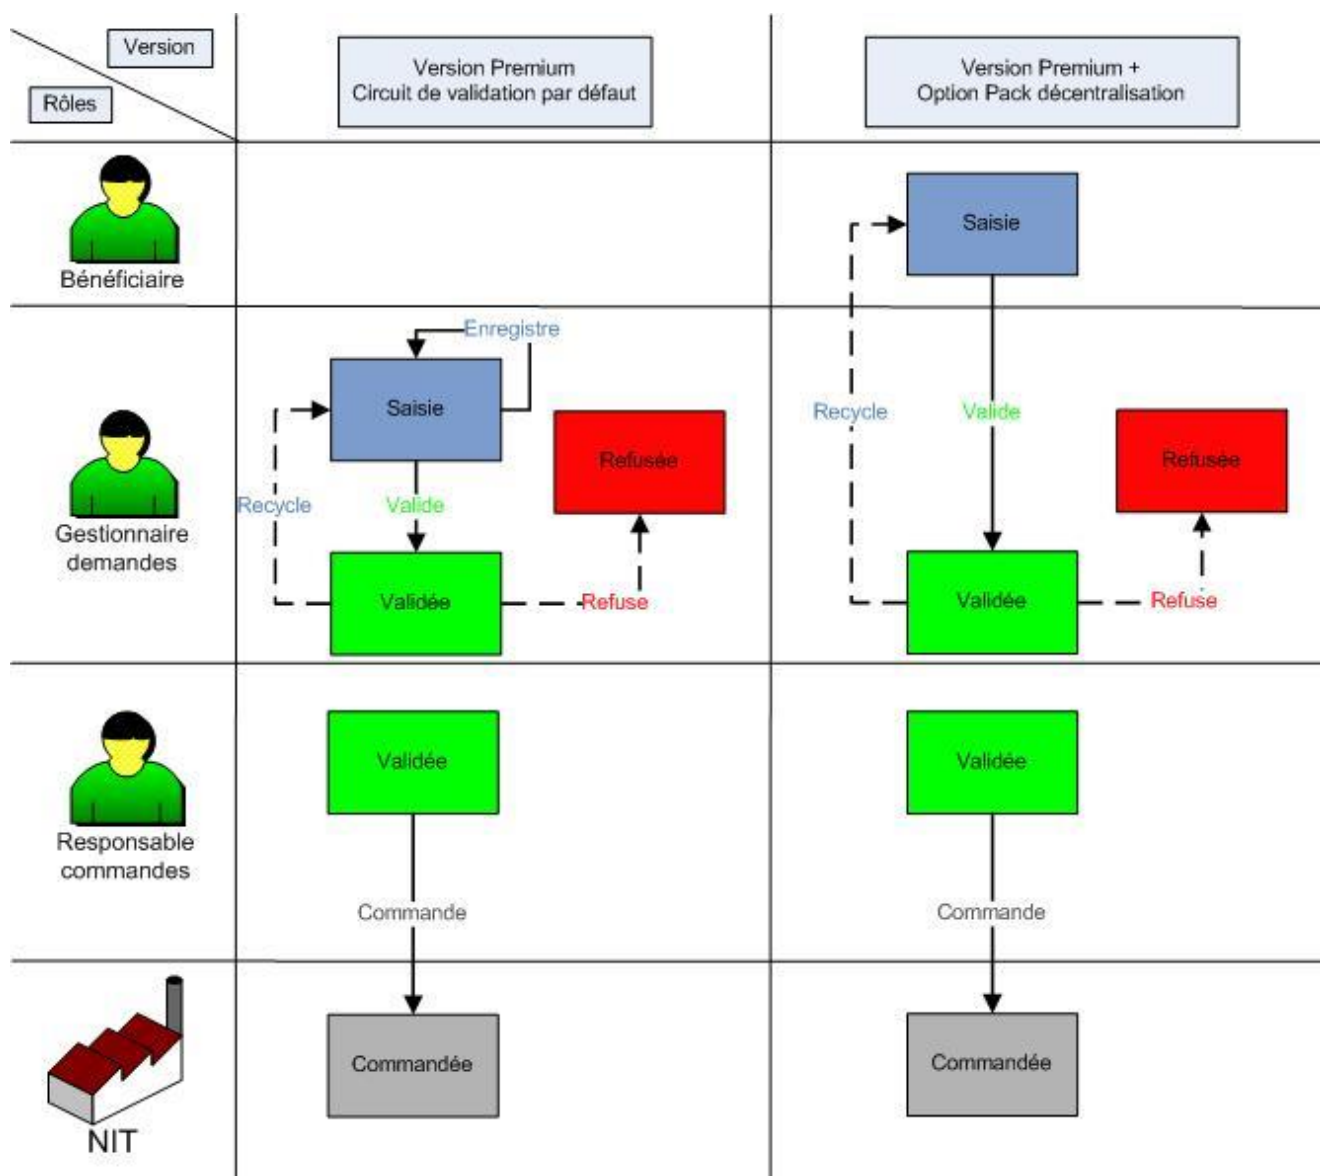 Version
Rôles
Version Premium
Circuit de validation par défaut
Version Premium +
Option Pack décentralisation
Bénéficiaire
Saisie
Gestionnaire
demandes
Enregistre
Saisie
Recycle
Valide
Refusée
Validée
Refuse
Recycle
Valide
Refusée
Validée
Refuse
Responsable
commandes
Validée
Commande
Validée
Commande
NIT
Commandée
Commandée